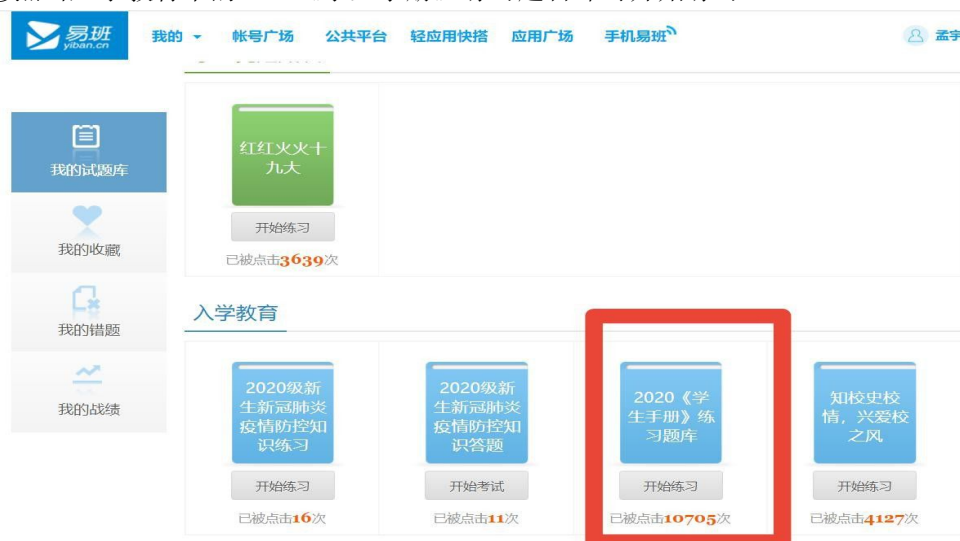 易班 yiban.cn 我的 帐号广场 公共平台 轻应用快搭 应用广场 手机易班 孟宇
我的试题库
我的收藏
我的错题
我的战绩
红红火火十
九大
开始练习
已被点击3639次
入学教育
2020级新
生新冠肺炎
疫情防控知
识练习
开始练习
已被点击16次
2020级新
生新冠肺炎
疫情防控知
识答题
开始考试
已被点击11次
2020《学
生手册》练
习题库
开始练习
已被点击10705次
知校史校
情，兴爱校
之风
开始练习
已被点击4127次